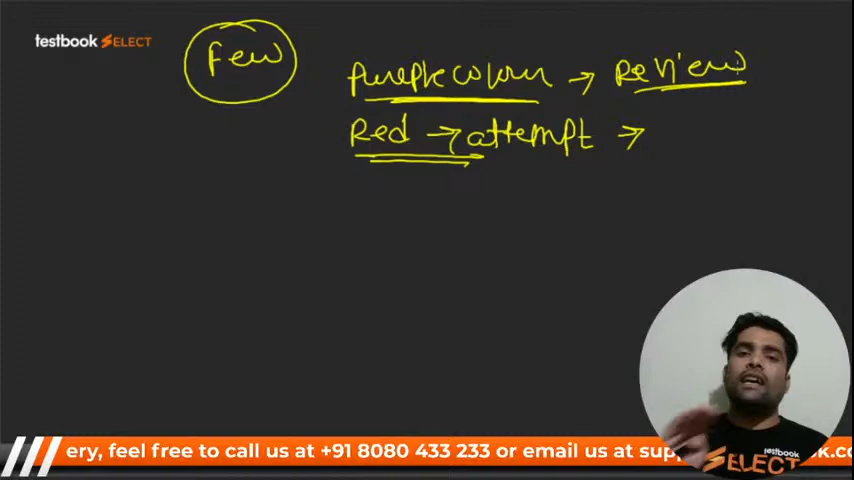 testbook SELECT
Few
Purple colour → Review
Red → attempt →
testbook
SELECT
ery, feel free to call us at +91 8080 433 233 or email us at sup
k.co